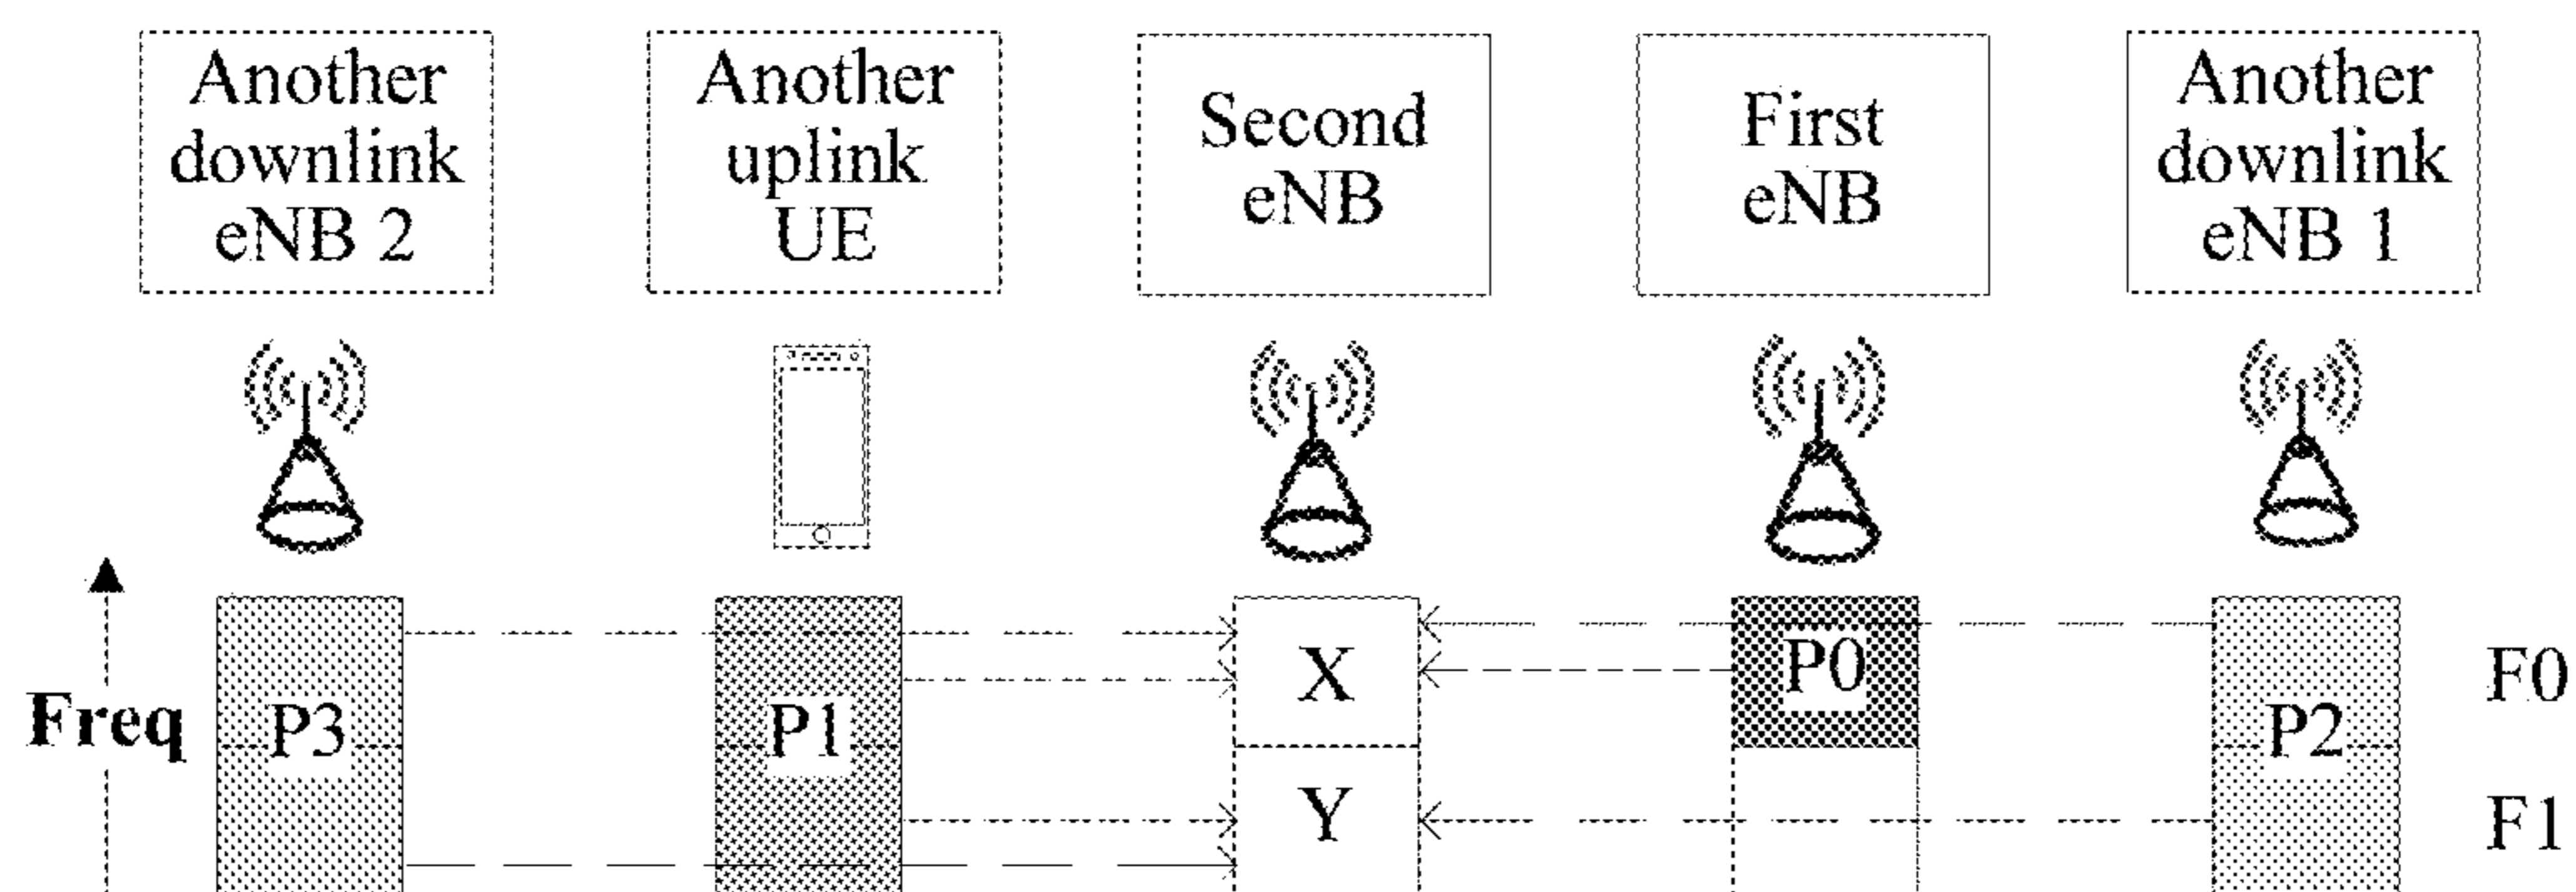 Another
downlink
eNB 2
Another
uplink
UE
Second
eNB
First
eNB
Another
downlink
eNB 1
Freq
P3
P1
X
Y
P0
P2
F0
F1